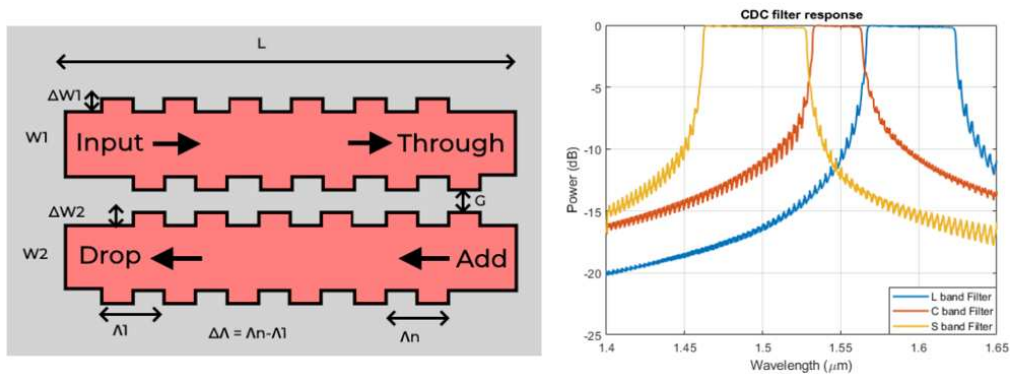 L
ΔW1
W1
Input
Through
G
ΔW2
W2
Drop
Add
Λ1
ΔΛ = Λn-Λ1
Λn
CDC filter response
0
-5
-10
-15
-20
-25
Power (dB)
1.4
1.45
1.5
1.55
1.6
1.65
Wavelength (μm)
L band Filter
C band Filter
S band Filter